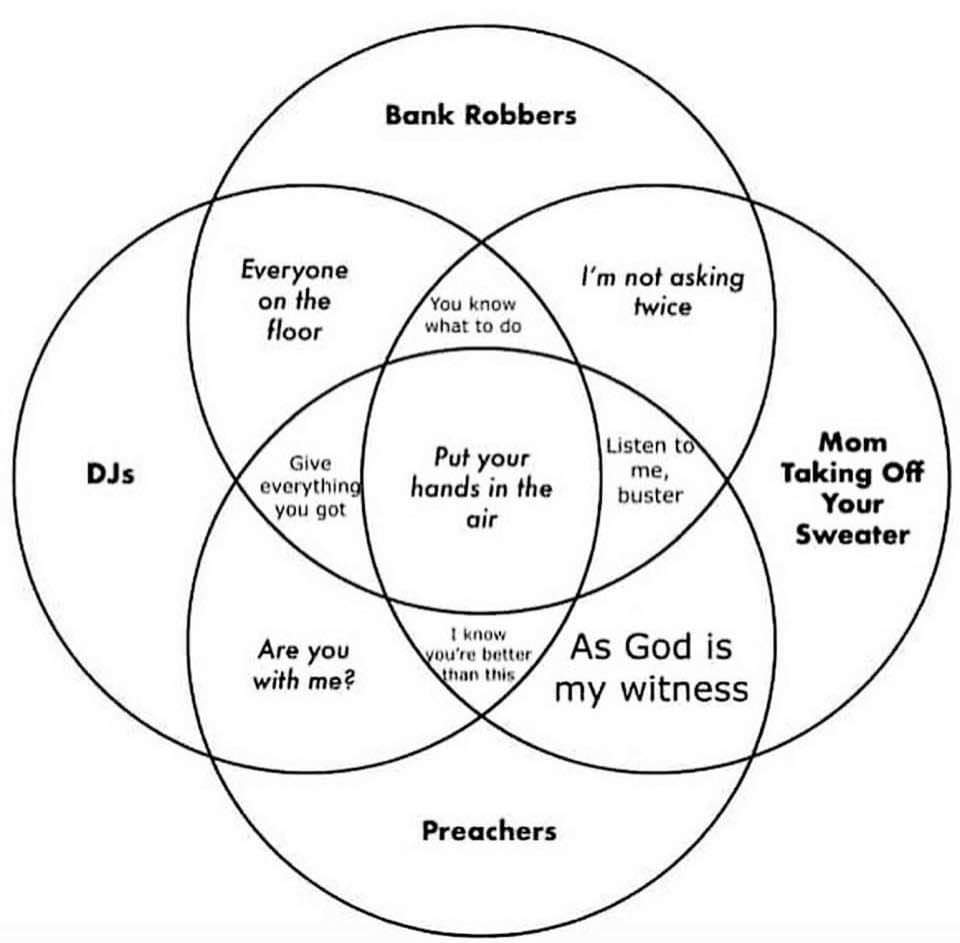 Bank Robbers
Everyone
on the
floor
You know
what to do
I'm not asking
twice
DJs
Give
everything
you got
Put your
hands in the
air
Listen to
me,
buster
Mom
Taking Off
Your
Sweater
Are you
with me?
I know
you're better
than this
As God is
my witness
Preachers